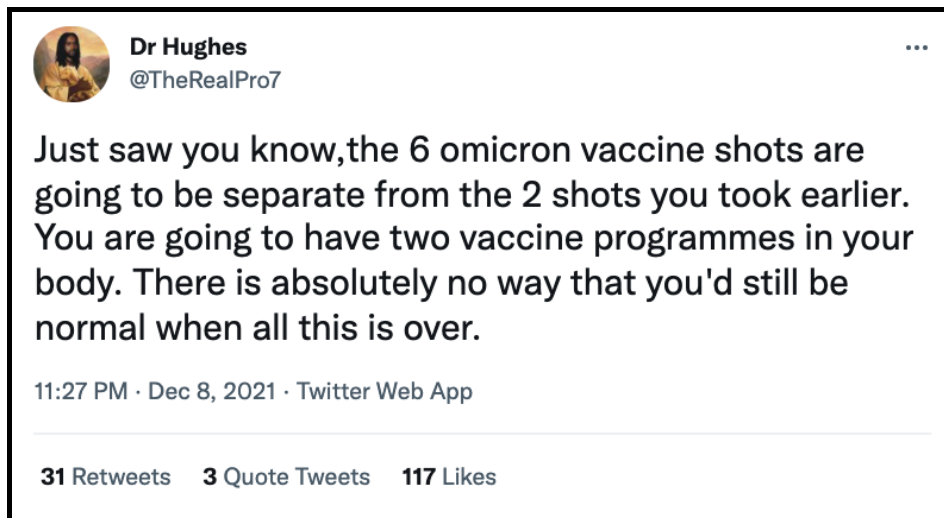 Dr Hughes
@TheRealPro7
Just saw you know,the 6 omicron vaccine shots are
going to be separate from the 2 shots you took earlier.
You are going to have two vaccine programmes in your
body. There is absolutely no way that you'd still be
normal when all this is over.
11:27 PM · Dec 8, 2021 · Twitter Web App
31 Retweets 3 Quote Tweets 117 Likes